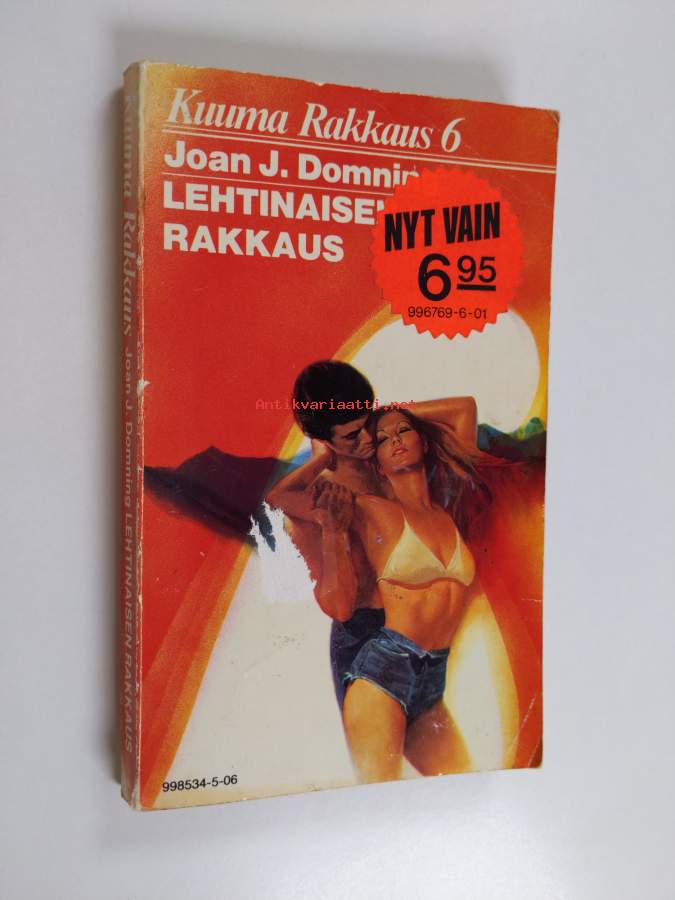 Kuuma Rakkaus 6
Joan J. Domnin
LEHTINAISEN
RAKKAUS
NYT VAIN
6 95
996769-6-01
Antikvariaatti.net
998534-5-06
Kuuma Rakkaus Joan J. Domning LEHTINAISEN RAKKAUS